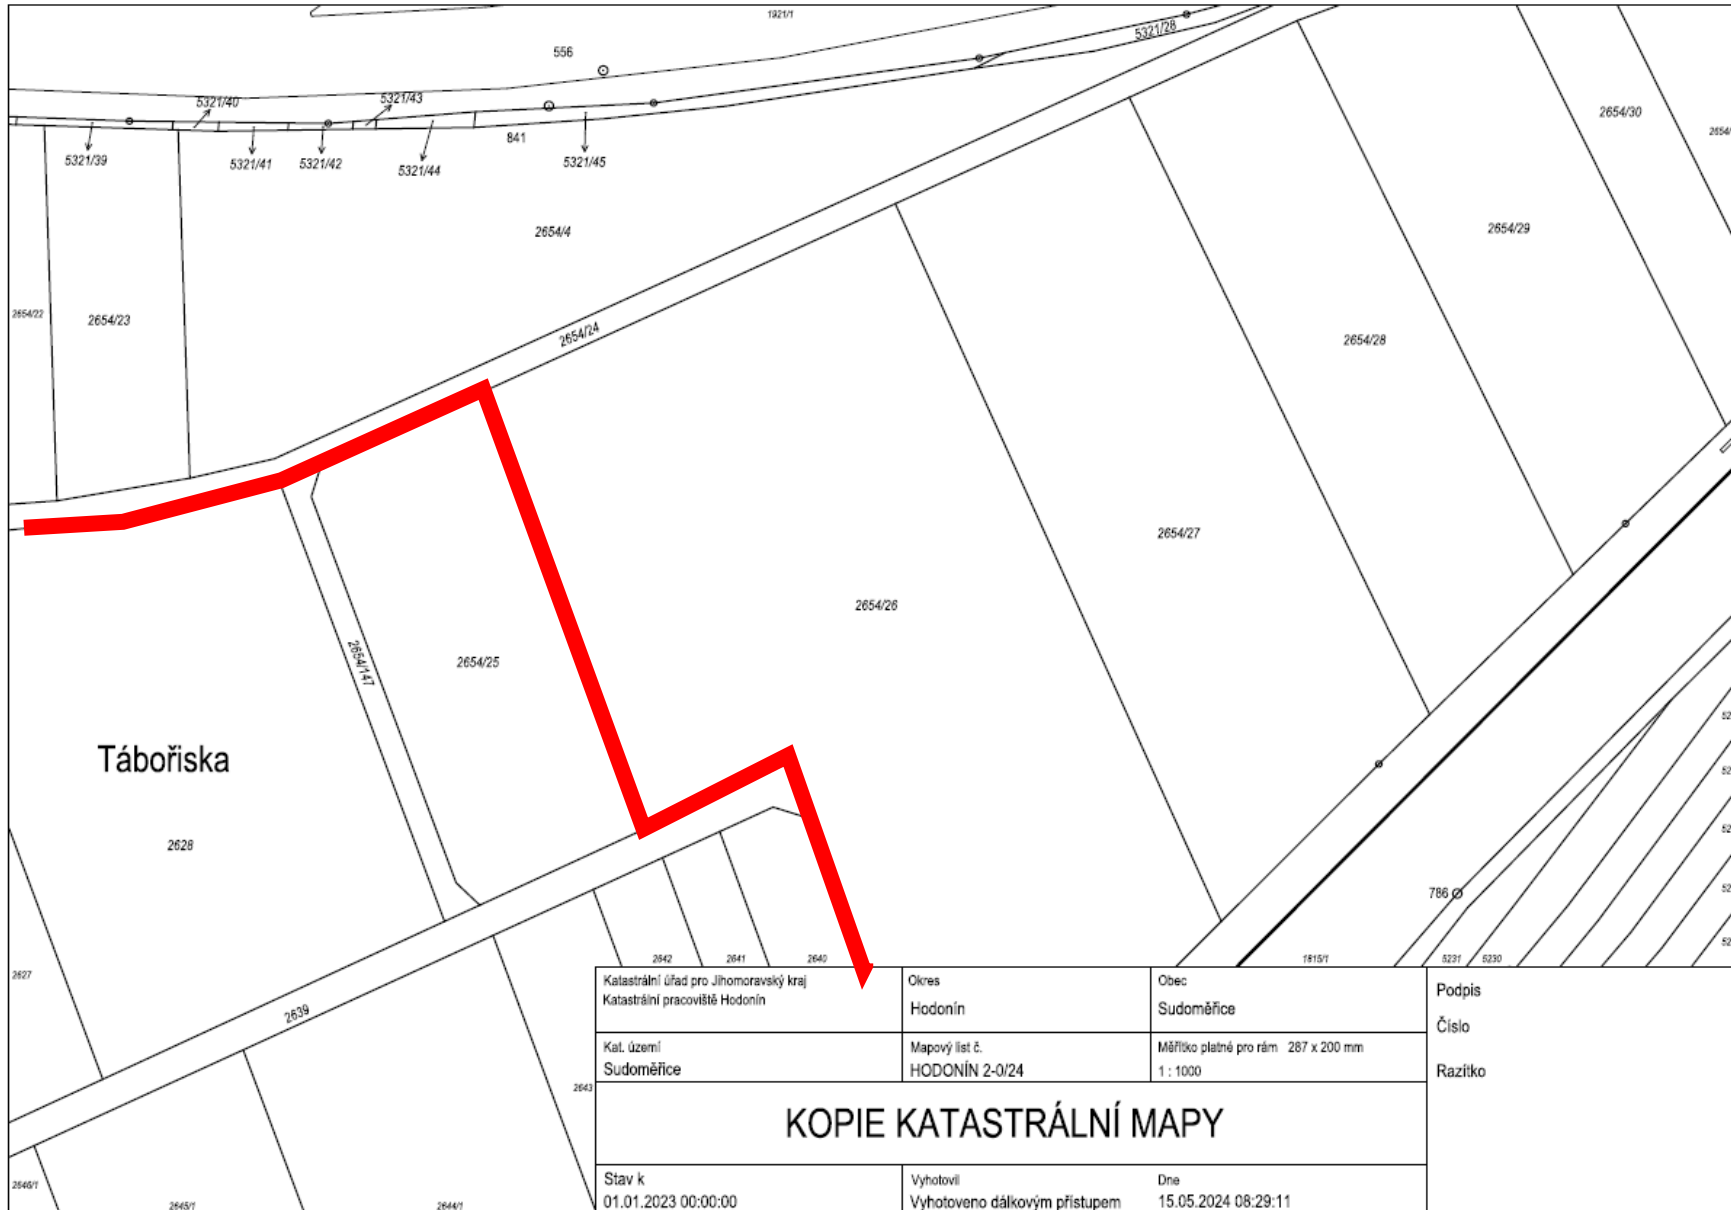 1921/1
556
5321/28
5321/40
5321/43
2654/30
841
5321/39
5321/41
5321/42
5321/44
5321/45
2654/4
2654/29
2654/22
2654/23
2654/24
2654/28
2654/27
2654/26
2654/147
2654/25
Tábořiska
2628
786
2627
2642
2641
2640
1815/1
5231
5230
2639
2643
2646/1
2645/1
2644/1
Katastrální úřad pro Jihomoravský kraj
Katastrální pracoviště Hodonín
Okres
Hodonín
Obec
Sudoměřice
Podpis
Číslo
Razítko
Kat. území
Sudoměřice
Mapový list č.
HODONÍN 2-0/24
Měřítko platné pro rám 287 x 200 mm
1 : 1000
KOPIE KATASTRÁLNÍ MAPY
Stav k
01.01.2023 00:00:00
Vyhotovil
Vyhotoveno dálkovým přístupem
Dne
15.05.2024 08:29:11